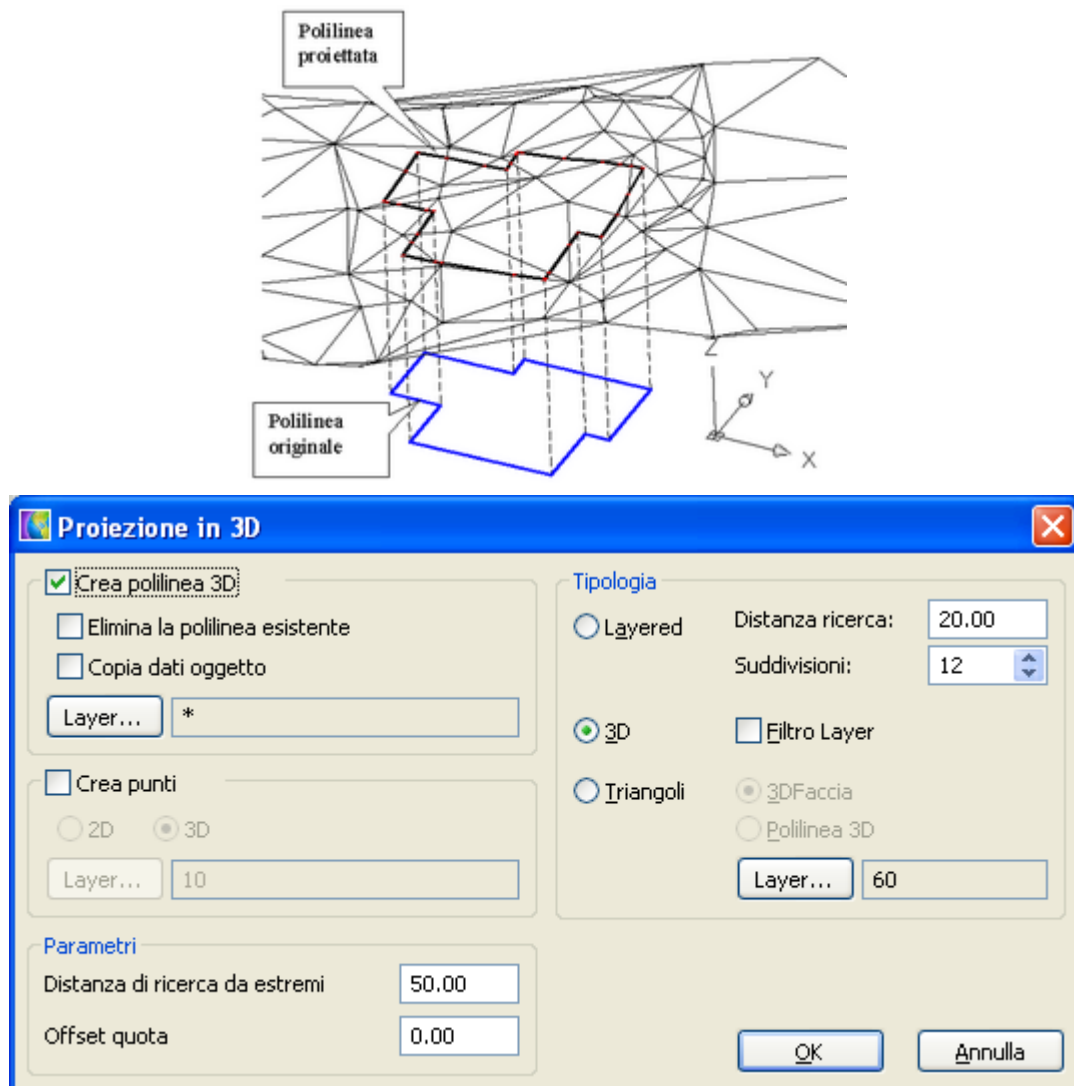 Polilinea
proiettata
Polilinea
originale
Z
Y
X
Proiezione in 3D
Crea polilinea 3D
Elimina la polilinea esistente
Copia dati oggetto
Layer... *
Crea punti
2D 3D
Layer... 10
Parametri
Distanza di ricerca da estremi 50.00
Offset quota 0.00
Tipologia
Layered Distanza ricerca: 20.00
Suddivisioni: 12
3D Filtro Layer
Triangoli 3DFaccia
Polilinea 3D
Layer... 60
OK Annulla